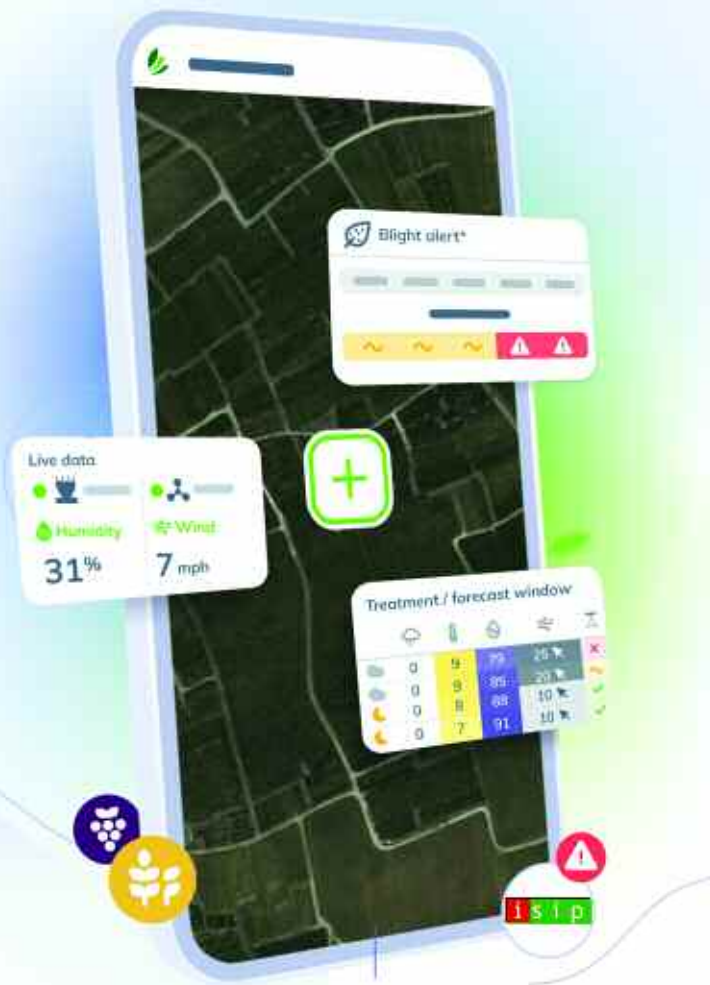 Blight alert*
Live data
Humidity Wind
31% 7 mph
Treatment / forecast window
0 9 79 25
0 9 85 20
0 8 88 10
0 7 91 10
isip